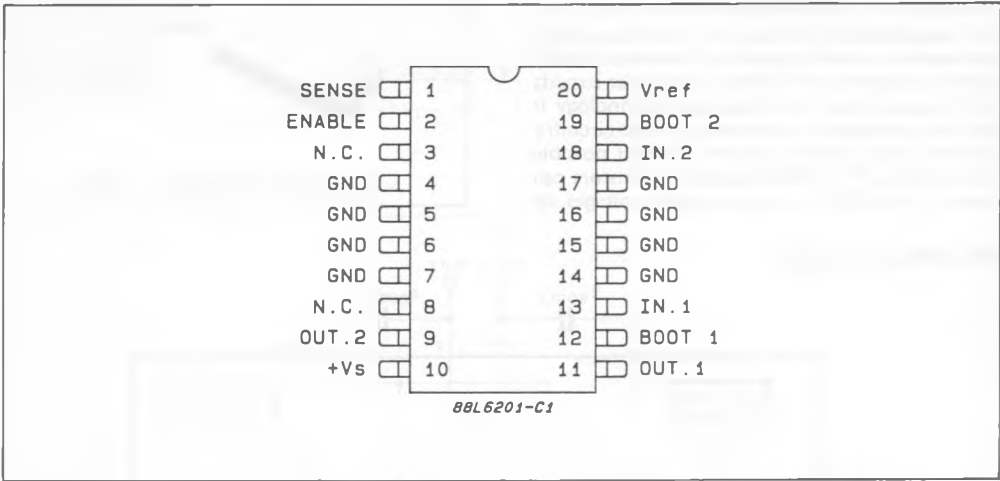 SENSE 1 20 Vref
ENABLE 2 19 BOOT 2
N.C. 3 18 IN.2
GND 4 17 GND
GND 5 16 GND
GND 6 15 GND
GND 7 14 GND
N.C. 8 13 IN.1
OUT.2 9 12 BOOT 1
+Vs 10 11 OUT.1
88L6201-C1